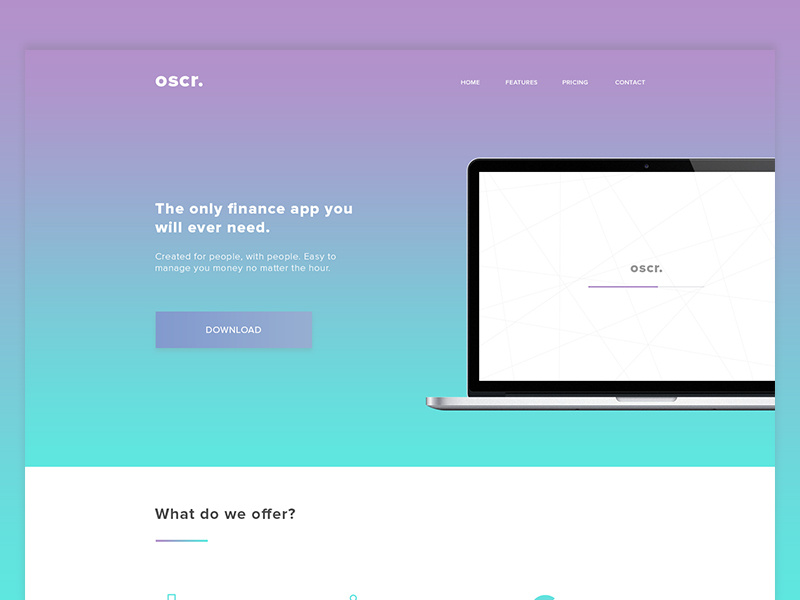 oscr.
HOME FEATURES PRICING CONTACT
The only finance app you
will ever need.
Created for people, with people. Easy to
manage you money no matter the hour.
DOWNLOAD
oscr.
What do we offer?